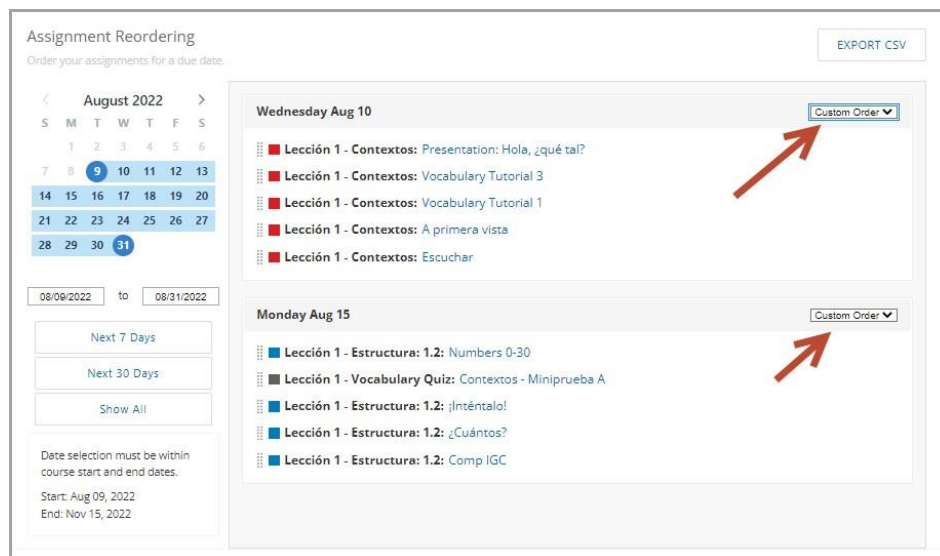 Assignment Reordering
Order your assignments for a due date.
EXPORT CSV
August 2022
S M T W T F S
1 2 3 4 5 6
7 8 9 10 11 12 13
14 15 16 17 18 19 20
21 22 23 24 25 26 27
28 29 30 31
08/09/2022 to 08/31/2022
Next 7 Days
Next 30 Days
Show All
Date selection must be within
course start and end dates.
Start: Aug 09, 2022
End: Nov 15, 2022
Wednesday Aug 10
Custom Order
Lección 1 - Contextos: Presentation: Hola, ¿qué tal?
Lección 1 - Contextos: Vocabulary Tutorial 3
Lección 1 - Contextos: Vocabulary Tutorial 1
Lección 1 - Contextos: A primera vista
Lección 1 - Contextos: Escuchar
Monday Aug 15
Custom Order
Lección 1 - Estructura: 1.2: Numbers 0-30
Lección 1 - Vocabulary Quiz: Contextos - Miniprueba A
Lección 1 - Estructura: 1.2: ¡Inténtalo!
Lección 1 - Estructura: 1.2: ¿Cuántos?
Lección 1 - Estructura: 1.2: Comp IGC